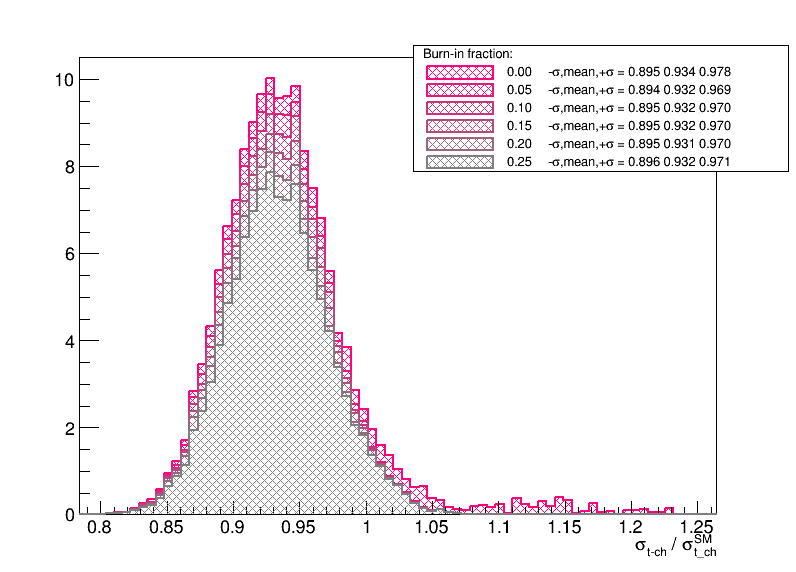 Burn-in fraction:
0.00 -σ,mean,+σ = 0.895 0.934 0.978
0.05 -σ,mean,+σ = 0.894 0.932 0.969
0.10 -σ,mean,+σ = 0.895 0.932 0.970
0.15 -σ,mean,+σ = 0.895 0.932 0.970
0.20 -σ,mean,+σ = 0.895 0.931 0.970
0.25 -σ,mean,+σ = 0.896 0.932 0.971
10
8
6
4
2
0
0.8 0.85 0.9 0.95 1 1.05 1.1 1.15 1.2 1.25
σ_t-ch / σ^SM_t_ch